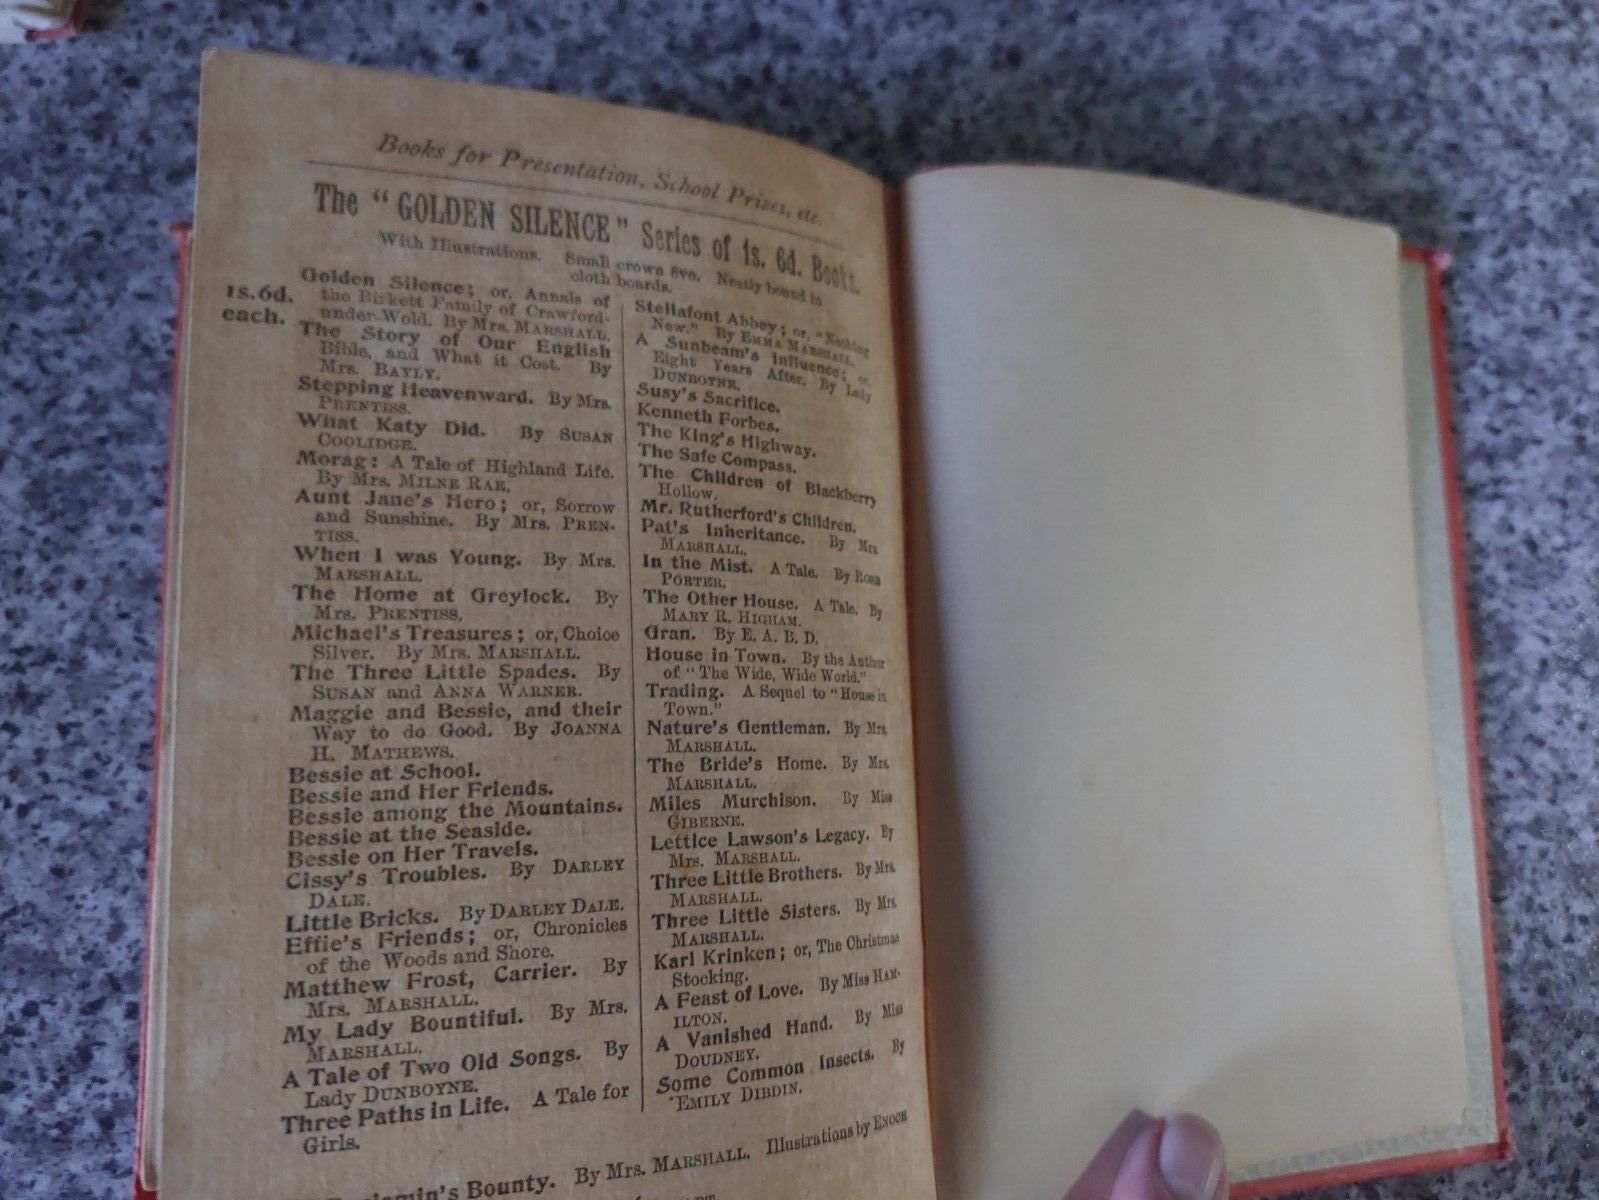 Books for Presentation, School Prizes, etc.
The "GOLDEN SILENCE" Series of 1s. 6d. Books.
With Illustrations. Small crown 8vo. Neatly bound in
cloth boards.
1s. 6d.
each.
Golden Silence; or, Annals of
the Birkett Family of Crawford-
under-Wold. By Mrs. MARSHALL.
The Story of Our English
Bible, and What it Cost. By
Mrs. BAYLY.
Stepping Heavenward. By Mrs.
PRENTISS.
What Katy Did. By SUSAN
COOLIDGE.
Morag: A Tale of Highland Life.
By Mrs. MILNE RAE.
Aunt Jane's Hero; or, Sorrow
and Sunshine. By Mrs. PREN-
TISS.
When I was Young. By Mrs.
MARSHALL.
The Home at Greylock. By
Mrs. PRENTISS.
Michael's Treasures; or, Choice
Silver. By Mrs. MARSHALL.
The Three Little Spades. By
SUSAN and ANNA WARNER.
Maggie and Bessie, and their
Way to do Good. By JOANNA
H. MATHEWS.
Bessie at School.
Bessie and Her Friends.
Bessie among the Mountains.
Bessie at the Seaside.
Bessie on Her Travels.
Cissy's Troubles. By DARLEY
DALE.
Little Bricks. By DARLEY DALE.
Effie's Friends; or, Chronicles
of the Woods and Shore.
Matthew Frost, Carrier. By
Mrs. MARSHALL.
My Lady Bountiful. By Mrs.
MARSHALL.
A Tale of Two Old Songs. By
Lady DUNBOYNE.
Three Paths in Life. A Tale for
Girls.
Stellafont Abbey; or, "Nothing
New." By EMMA MARSHALL.
A Sunbeam's Influence; or,
Eight Years After. By Lady
DUNBOYNE.
Susy's Sacrifice.
Kenneth Forbes.
The King's Highway.
The Safe Compass.
The Children of Blackberry
Hollow.
Mr. Rutherford's Children.
Pat's Inheritance. By Mrs.
MARSHALL.
In the Mist. A Tale. By ROSE
PORTER.
The Other House. A Tale. By
MARY R. HIGHAM.
Gran. By E. A. B. D.
House in Town. By the Author
of "The Wide, Wide World."
Trading. A Sequel to "House in
Town."
Nature's Gentleman. By Mrs.
MARSHALL.
The Bride's Home. By Mrs.
MARSHALL.
Miles Murchison. By Miss
GIBERNE.
Lettice Lawson's Legacy. By
Mrs. MARSHALL.
Three Little Brothers. By Mrs.
MARSHALL.
Three Little Sisters. By Mrs.
MARSHALL.
Karl Krinken; or, The Christmas
Stocking.
A Feast of Love. By Miss HAM-
ILTON.
A Vanished Hand. By Miss
DOUDNEY.
Some Common Insects. By
EMILY DIBDIN.
Bounty. By Mrs. MARSHALL. Illustrations by ENOCH